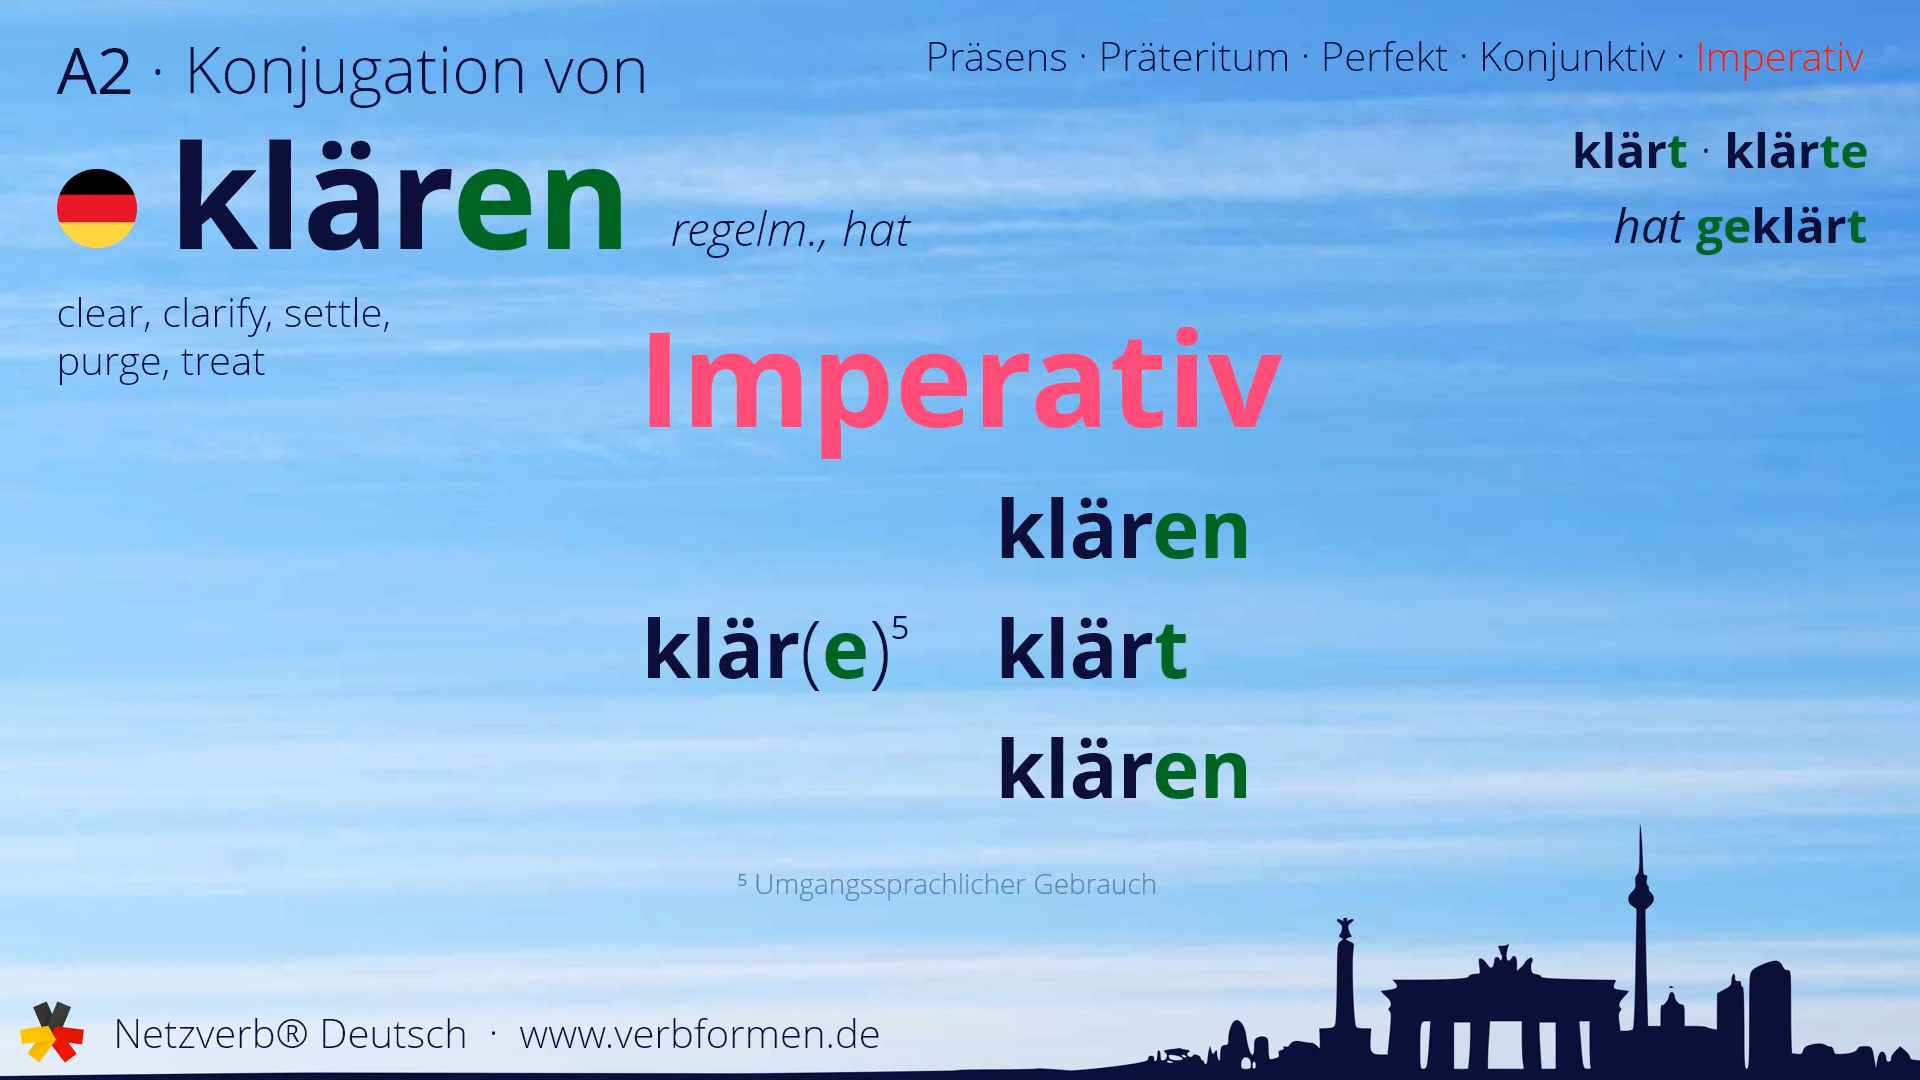 A2 · Konjugation von
Präsens · Präteritum · Perfekt · Konjunktiv · Imperativ
klären regelm., hat
klärt · klärte
hat geklärt
clear, clarify, settle,
purge, treat
Imperativ
klären
klär(e)⁵ klärt
klären
⁵ Umgangssprachlicher Gebrauch
Netzverb® Deutsch · www.verbformen.de